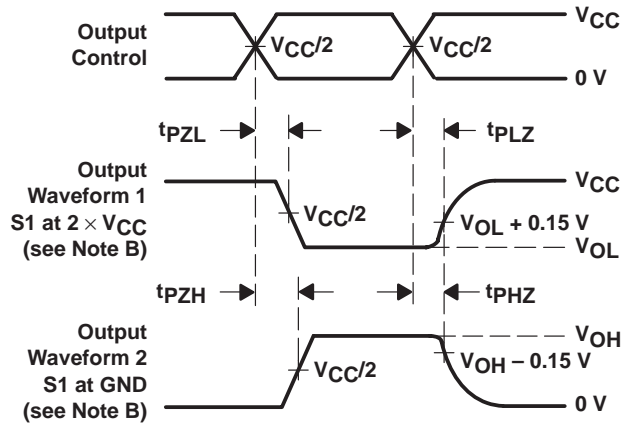 VCC
Output
Control
VCC/2
VCC/2
0 V
tPZL
tPLZ
Output
Waveform 1
S1 at 2 × VCC
(see Note B)
VCC
VCC/2
VOL + 0.15 V
VOL
tPZH
tPHZ
Output
Waveform 2
S1 at GND
(see Note B)
VOH
VCC/2
VOH – 0.15 V
0 V